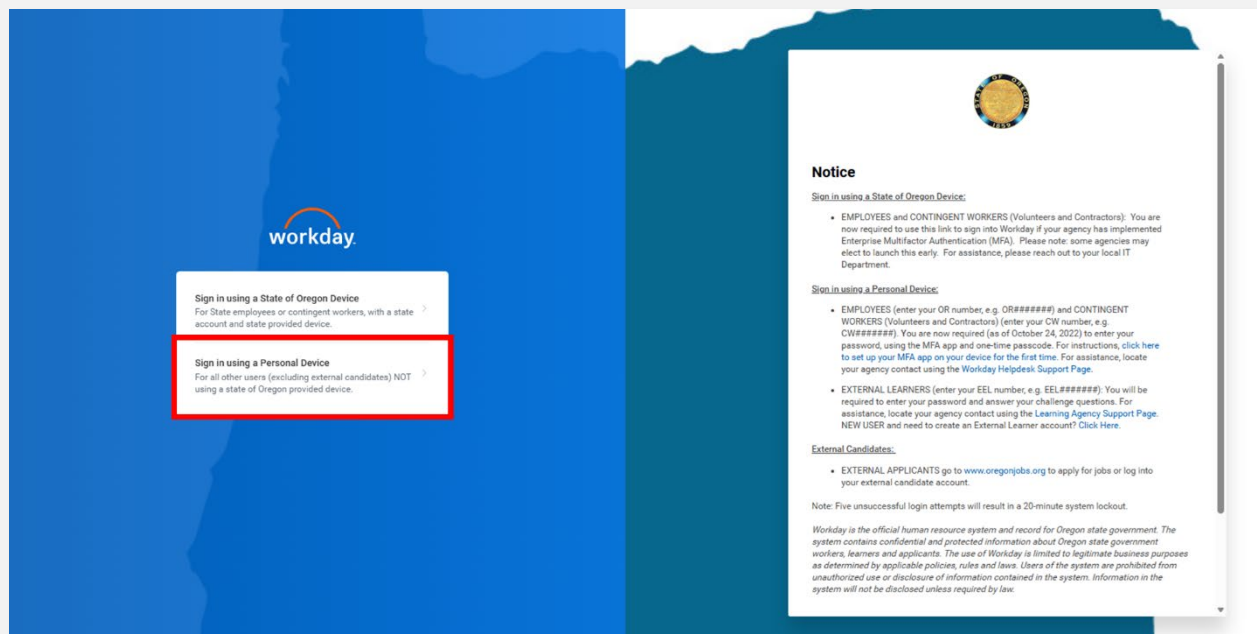 workday.
Sign in using a State of Oregon Device
For State employees or contingent workers, with a state
account and state provided device.
Sign in using a Personal Device
For all other users (excluding external candidates) NOT
using a state of Oregon provided device.
STATE OF OREGON
1859
Notice
Sign in using a State of Oregon Device:
• EMPLOYEES and CONTINGENT WORKERS (Volunteers and Contractors): You are
now required to use this link to sign into Workday if your agency has implemented
Enterprise Multifactor Authentication (MFA). Please note: some agencies may
elect to launch this early. For assistance, please reach out to your local IT
Department.
Sign in using a Personal Device:
• EMPLOYEES (enter your OR number, e.g. OR#######) and CONTINGENT
WORKERS (Volunteers and Contractors) (enter your CW number, e.g.
CW#######). You are now required (as of October 24, 2022) to enter your
password, using the MFA app and one-time passcode. For instructions, click here
to set up your MFA app on your device for the first time. For assistance, locate
your agency contact using the Workday Helpdesk Support Page.
• EXTERNAL LEARNERS (enter your EEL number, e.g. EEL#######): You will be
required to enter your password and answer your challenge questions. For
assistance, locate your agency contact using the Learning Agency Support Page.
NEW USER and need to create an External Learner account? Click Here.
External Candidates:
• EXTERNAL APPLICANTS go to www.oregonjobs.org to apply for jobs or log into
your external candidate account.
Note: Five unsuccessful login attempts will result in a 20-minute system lockout.
Workday is the official human resource system and record for Oregon state government. The
system contains confidential and protected information about Oregon state government
workers, learners and applicants. The use of Workday is limited to legitimate business purposes
as determined by applicable policies, rules and laws. Users of the system are prohibited from
unauthorized use or disclosure of information contained in the system. Information in the
system will not be disclosed unless required by law.